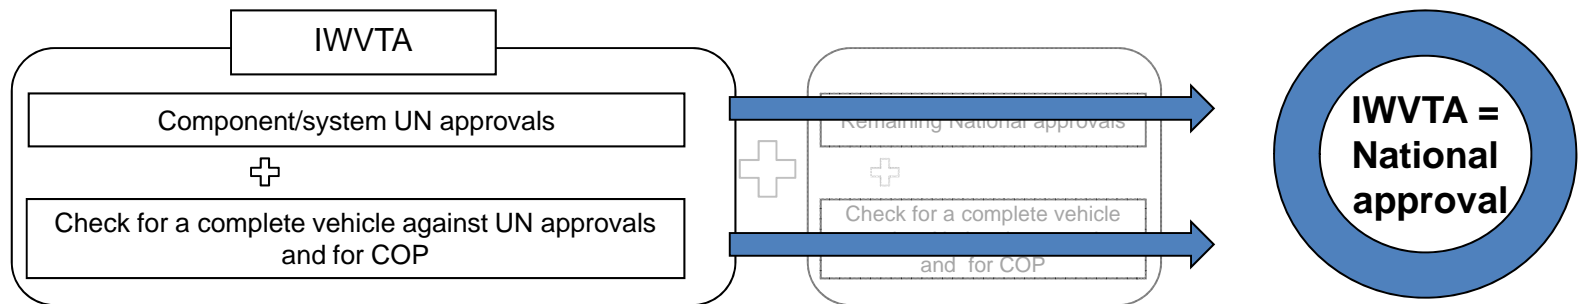 IWVTA
Component/system UN approvals
Check for a complete vehicle against UN approvals
and for COP
Remaining National approvals
Check for a complete vehicle
and for COP
IWVTA =
National
approval